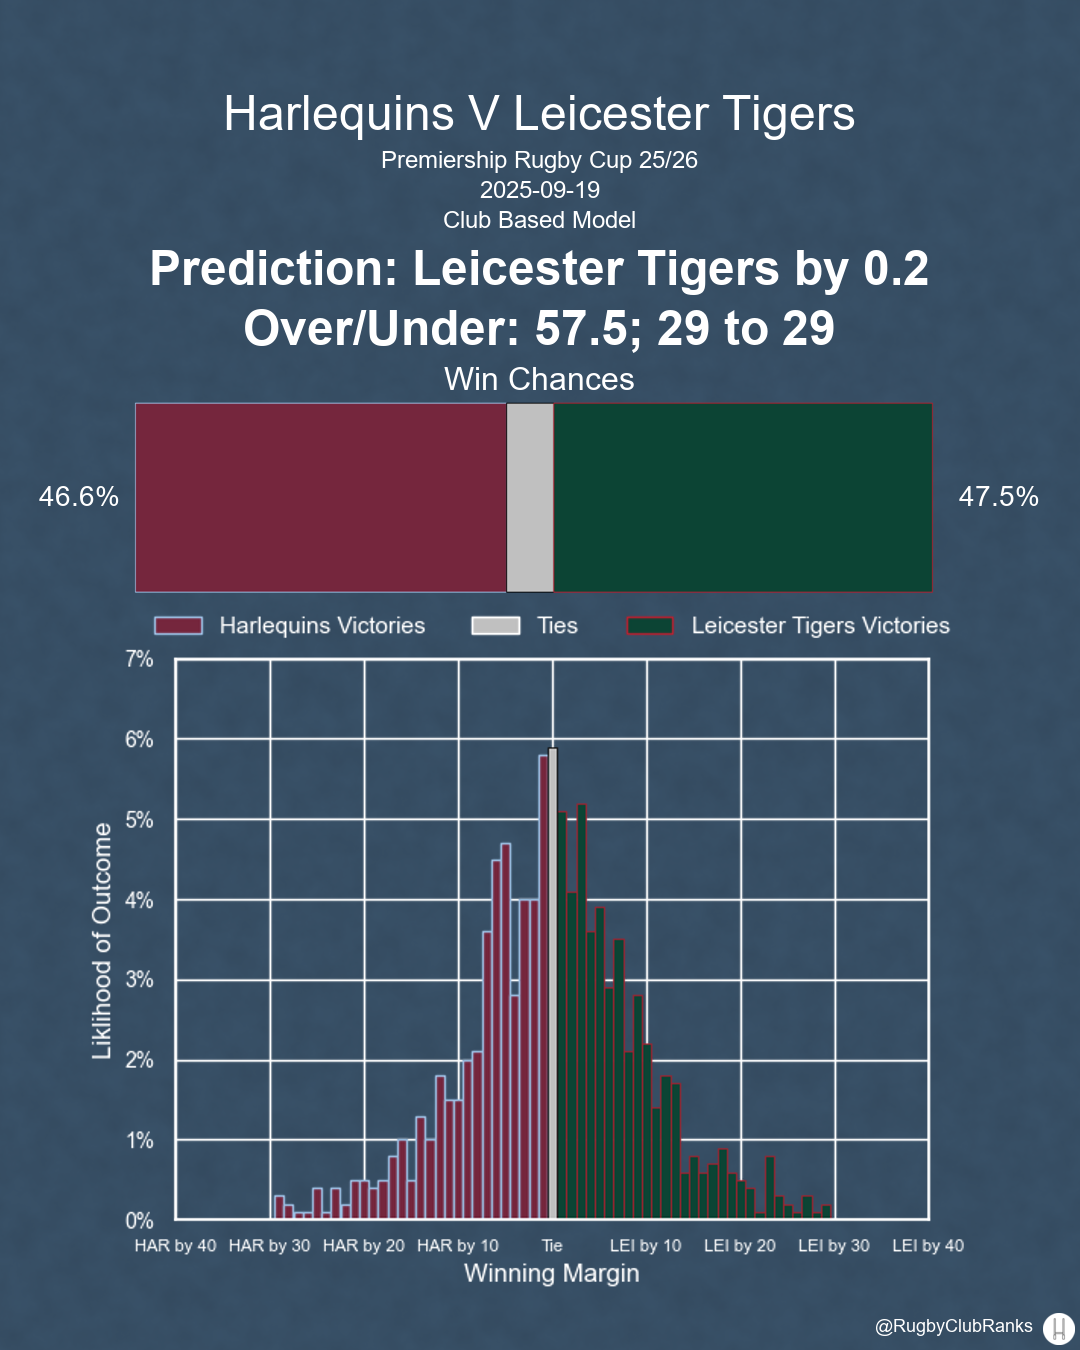 Harlequins V Leicester Tigers
Premiership Rugby Cup 25/26
2025-09-19
Club Based Model
Prediction: Leicester Tigers by 0.2
Over/Under: 57.5; 29 to 29
Win Chances
46.6%
47.5%
Harlequins Victories
Ties
Leicester Tigers Victories
7%
6%
5%
4%
3%
2%
1%
0%
Liklihood of Outcome
HAR by 40 HAR by 30 HAR by 20 HAR by 10 Tie LEI by 10 LEI by 20 LEI by 30 LEI by 40
Winning Margin
@RugbyClubRanks